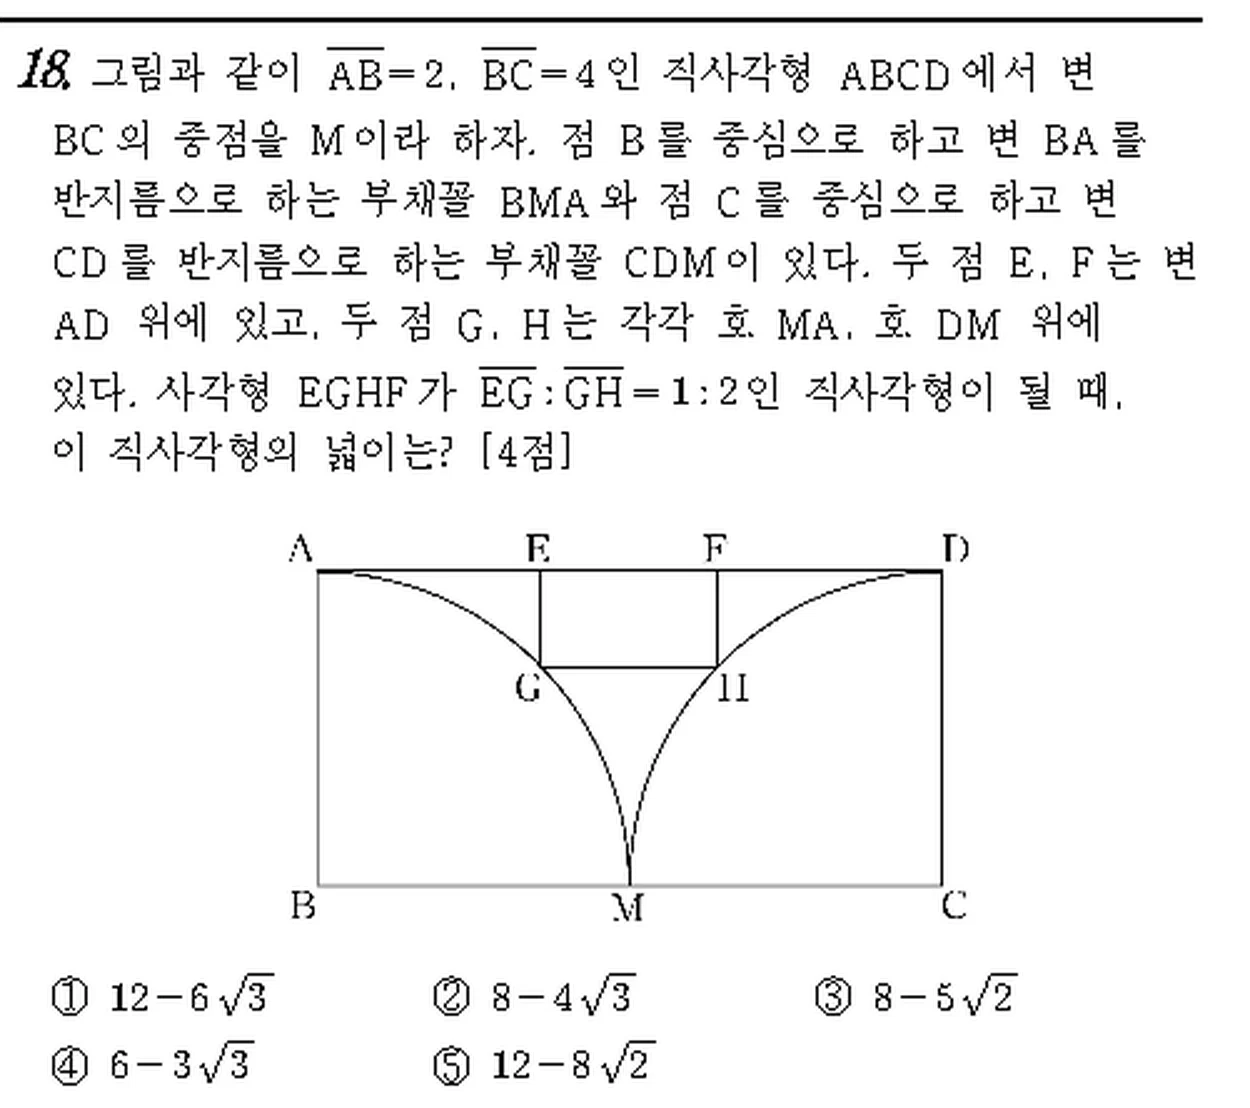 18. 그림과 같이 AB=2, BC=4인 직사각형 ABCD에서 변
BC의 중점을 M이라 하자. 점 B를 중심으로 하고 변 BA를
반지름으로 하는 부채꼴 BMA와 점 C를 중심으로 하고 변
CD를 반지름으로 하는 부채꼴 CDM이 있다. 두 점 E, F는 변
AD 위에 있고, 두 점 G, H는 각각 호 MA, 호 DM 위에
있다. 사각형 EGHF가 EG:GH=1:2인 직사각형이 될 때,
이 직사각형의 넓이는? [4점]
A E F D
G H
B M C
① 12-6√3 ② 8-4√3 ③ 8-5√2
④ 6-3√3 ⑤ 12-8√2